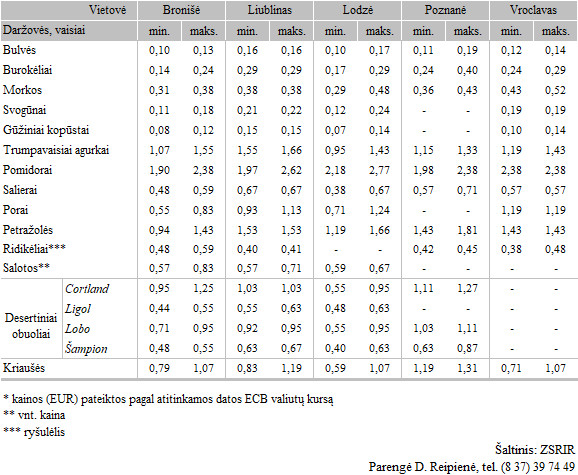 Vietovė Bronišė Liublinas Lodzė Poznanė Vroclavas
Daržovės, vaisiai min. maks. min. maks. min. maks. min. maks. min. maks.
Bulvės 0,10 0,13 0,16 0,16 0,10 0,17 0,11 0,19 0,12 0,14
Burokėliai 0,14 0,24 0,29 0,29 0,17 0,29 0,24 0,40 0,24 0,29
Morkos 0,31 0,38 0,38 0,38 0,29 0,48 0,36 0,43 0,43 0,52
Svogūnai 0,11 0,18 0,21 0,22 0,12 0,24 - - 0,19 0,19
Gūžiniai kopūstai 0,08 0,12 0,15 0,15 0,07 0,14 - - 0,10 0,14
Trumpavaisiai agurkai 1,07 1,55 1,55 1,66 0,95 1,43 1,15 1,33 1,19 1,43
Pomidorai 1,90 2,38 1,97 2,62 2,18 2,77 1,98 2,38 2,38 2,38
Salierai 0,48 0,59 0,67 0,67 0,38 0,67 0,57 0,71 0,57 0,57
Porai 0,55 0,83 0,93 1,13 0,71 1,24 - - 1,19 1,19
Petražolės 0,94 1,43 1,53 1,53 1,19 1,66 1,43 1,81 1,43 1,43
Ridikėliai*** 0,48 0,59 0,40 0,41 - - 0,42 0,45 0,38 0,48
Salotos** 0,57 0,83 0,57 0,71 0,59 0,67 - - - -
Desertiniai obuoliai Cortland 0,95 1,25 1,03 1,03 0,55 0,95 1,11 1,27 - -
Ligol 0,44 0,55 0,55 0,63 0,48 0,63 - - - -
Lobo 0,71 0,95 0,92 0,95 0,55 0,95 1,03 1,11 - -
Šampion 0,48 0,55 0,63 0,67 0,40 0,63 0,63 0,87 - -
Kriaušės 0,79 1,07 0,83 1,19 0,59 1,07 1,19 1,31 0,71 1,07
* kainos (EUR) pateiktos pagal atitinkamos datos ECB valiutų kursą
** vnt. kaina
*** ryšulėlis
Šaltinis: ZSRIR
Parengė D. Reipienė, tel. (8 37) 39 74 49